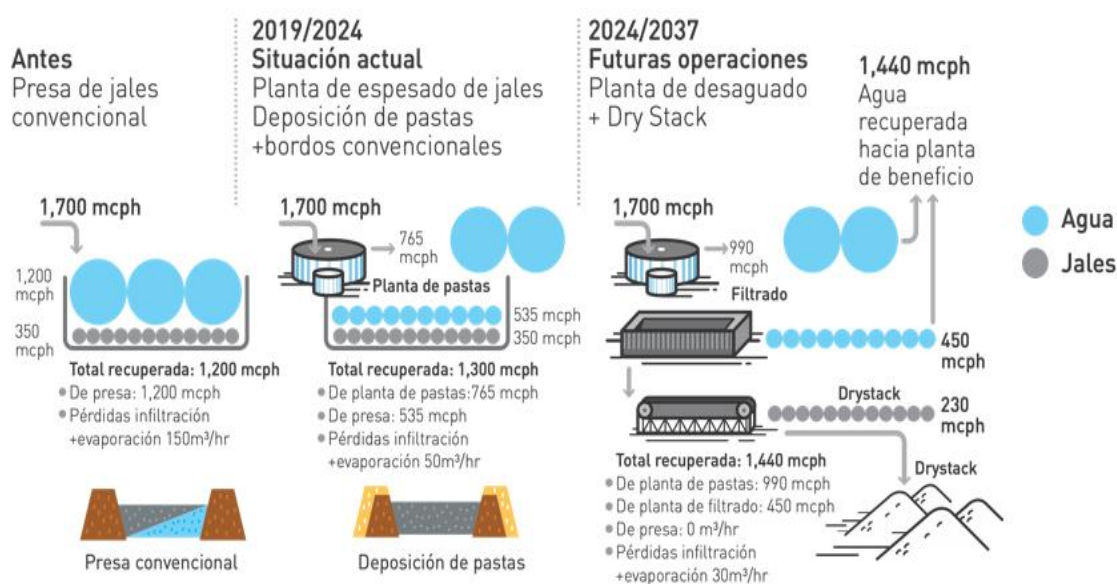 Antes
Presa de jales
convencional
1,700 mcph
1,200
mcph
350
mcph
Total recuperada: 1,200 mcph
De presa: 1,200 mcph
Pérdidas infiltración
+evaporación 150m³/hr
Presa convencional
2019/2024
Situación actual
Planta de espesado de jales
Deposición de pastas
+bordos convencionales
1,700 mcph
765
mcph
Planta de pastas
535 mcph
350 mcph
Total recuperada: 1,300 mcph
De planta de pastas:765 mcph
De presa: 535 mcph
Pérdidas infiltración
+evaporación 50m³/hr
Deposición de pastas
2024/2037
Futuras operaciones
Planta de desaguado
+ Dry Stack
1,440 mcph
Agua
recuperada
hacia planta
de beneficio
1,700 mcph
990
mcph
Filtrado
450
mcph
Drystack
230
mcph
Drystack
Total recuperada: 1,440 mcph
De planta de pastas: 990 mcph
De planta de filtrado: 450 mcph
De presa: 0 m³/hr
Pérdidas infiltración
+evaporación 30m³/hr
Agua
Jales